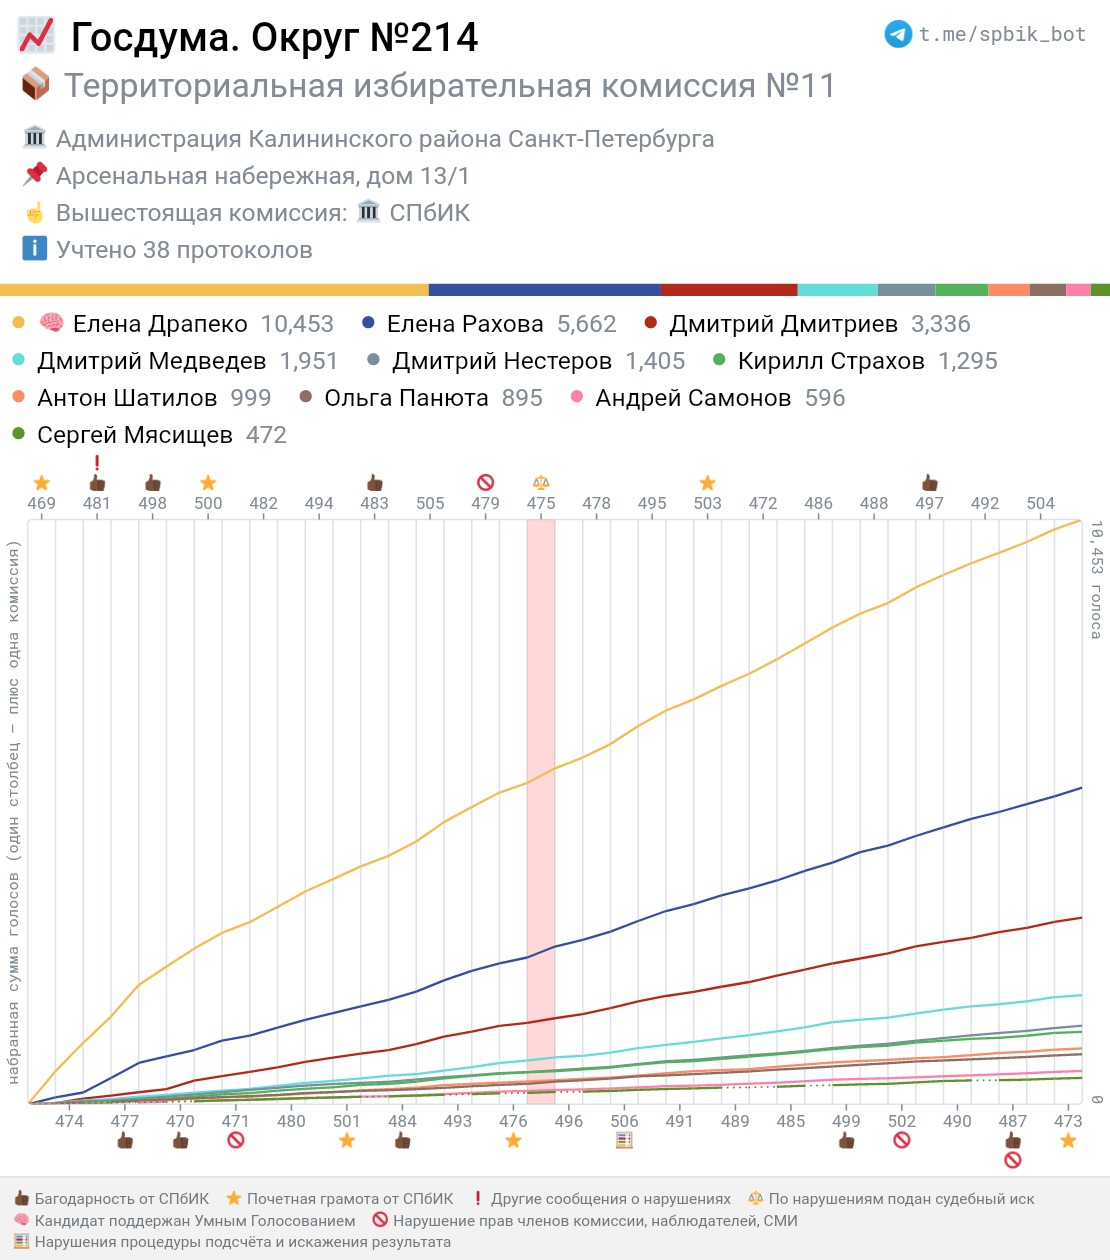 Госдума. Округ №214
t.me/spbik_bot
Территориальная избирательная комиссия №11
Администрация Калининского района Санкт-Петербурга
Арсенальная набережная, дом 13/1
Вышестоящая комиссия: СПбИК
Учтено 38 протоколов
Елена Драпеко 10,453 Елена Рахова 5,662 Дмитрий Дмитриев 3,336
Дмитрий Медведев 1,951 Дмитрий Нестеров 1,405 Кирилл Страхов 1,295
Антон Шатилов 999 Ольга Панюта 895 Андрей Самонов 596
Сергей Мясищев 472
469 481 498 500 482 494 483 505 479 475 478 495 503 472 486 488 497 492 504
набранная сумма голосов (один столбец – плюс одна комиссия)
10,453 голоса
0
474 477 470 471 480 501 484 493 476 496 506 491 489 485 499 502 490 487 473
Багодарность от СПбИК Почетная грамота от СПбИК Другие сообщения о нарушениях По нарушениям подан судебный иск
Кандидат поддержан Умным Голосованием Нарушение прав членов комиссии, наблюдателей, СМИ
Нарушения процедуры подсчёта и искажения результата